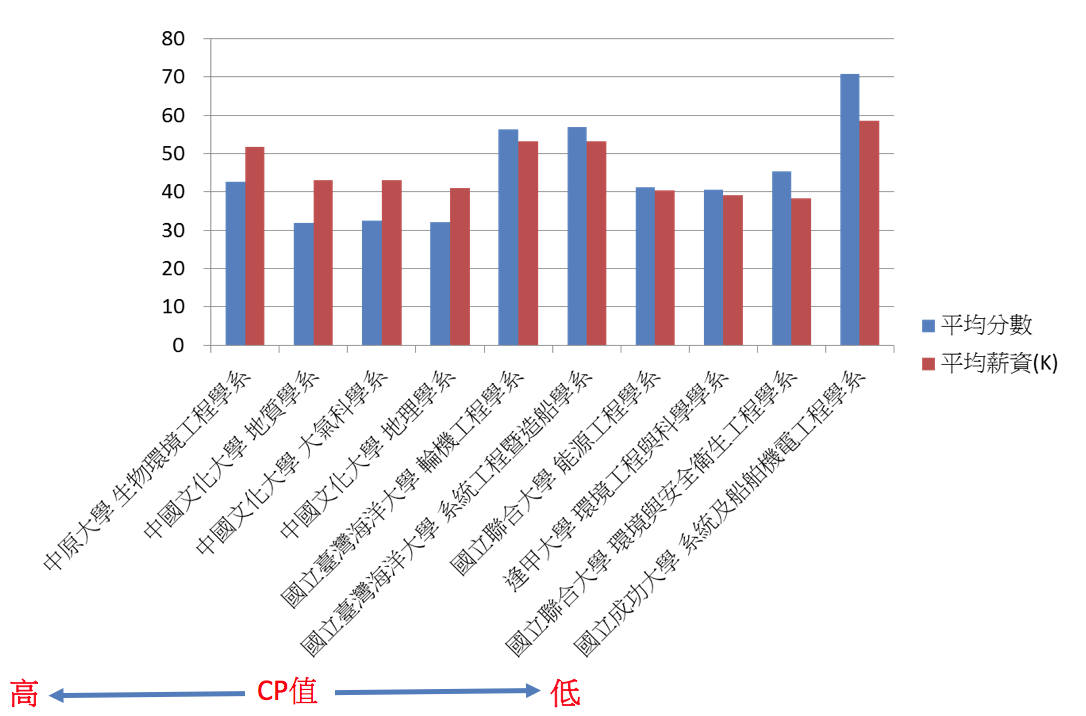 80
70
60
50
40
30
20
10
0
平均分數
平均薪資(K)
中原大學 生物環境工程學系
中國文化大學 地質學系
中國文化大學 大氣科學系
中國文化大學 地理學系
國立臺灣海洋大學 輪機工程學系
國立臺灣海洋大學 系統工程暨造船學系
國立聯合大學 能源工程學系
逢甲大學 環境工程與科學學系
國立聯合大學 環境與安全衛生工程學系
國立成功大學 系統及船舶機電工程學系
高 CP值 低